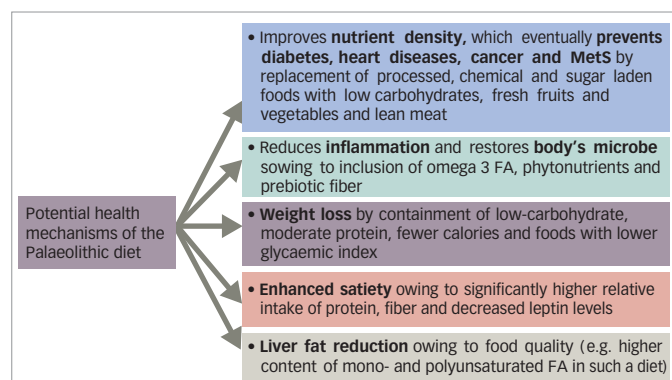 • Improves nutrient density, which eventually prevents
diabetes, heart diseases, cancer and MetS by
replacement of processed, chemical and sugar laden
foods with low carbohydrates, fresh fruits and
vegetables and lean meat
• Reduces inflammation and restores body's microbe
sowing to inclusion of omega 3 FA, phytonutrients and
prebiotic fiber
Potential health
mechanisms of the
Palaeolithic diet
• Weight loss by containment of low-carbohydrate,
moderate protein, fewer calories and foods with lower
glycaemic index
• Enhanced satiety owing to significantly higher relative
intake of protein, fiber and decreased leptin levels
• Liver fat reduction owing to food quality (e.g. higher
content of mono- and polyunsaturated FA in such a diet)